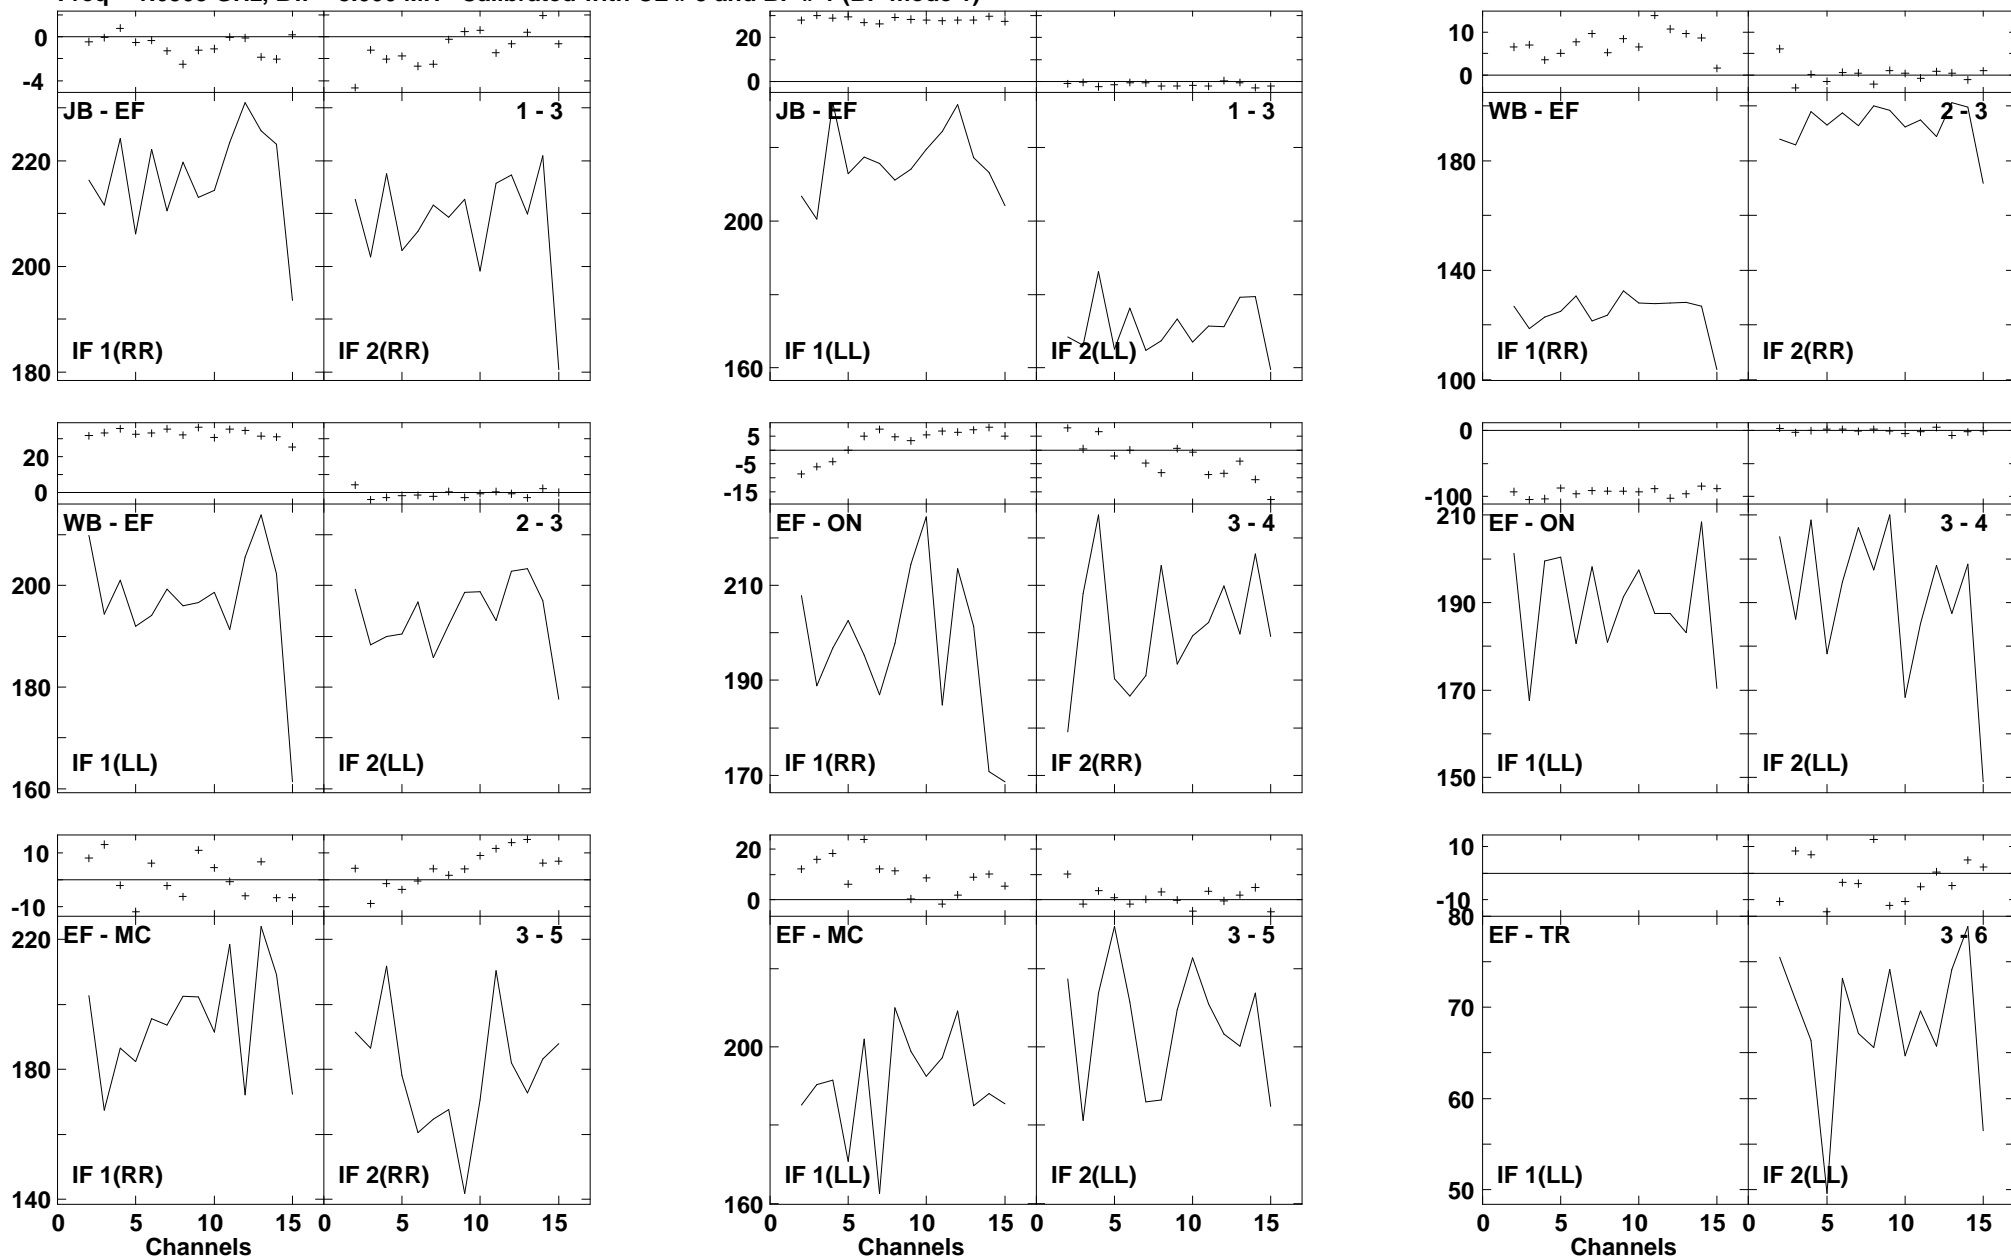 0
-4
JB - EF
1 - 3
220
200
180
IF 1(RR)
IF 2(RR)
20
0
JB - EF
1 - 3
200
160
IF 1(LL)
IF 2(LL)
10
0
WB - EF
2 - 3
180
140
100
IF 1(RR)
IF 2(RR)
20
0
WB - EF
2 - 3
200
180
160
IF 1(LL)
IF 2(LL)
5
-5
-15
EF - ON
3 - 4
210
190
170
IF 1(RR)
IF 2(RR)
0
-100
210
EF - ON
3 - 4
190
170
150
IF 1(LL)
IF 2(LL)
10
-10
EF - MC
3 - 5
220
180
140
IF 1(RR)
IF 2(RR)
0 5 10 15 0 5 10 15
Channels
20
0
EF - MC
3 - 5
200
160
IF 1(LL)
IF 2(LL)
0 5 10 15 0 5 10 15
Channels
10
-10
80
EF - TR
3 - 6
70
60
50
IF 1(LL)
IF 2(LL)
0 5 10 15 0 5 10 15
Channels